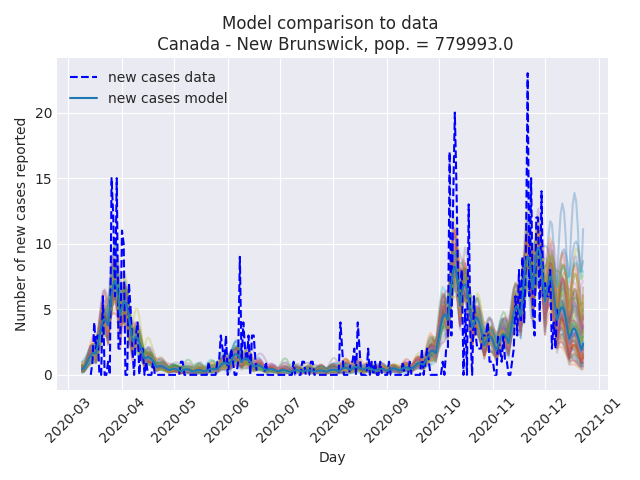 Model comparison to data
Canada - New Brunswick, pop. = 779993.0
new cases data
new cases model
Number of new cases reported
20
15
10
5
0
2020-03
2020-04
2020-05
2020-06
2020-07
2020-08
2020-09
2020-10
2020-11
2020-12
2021-01
Day